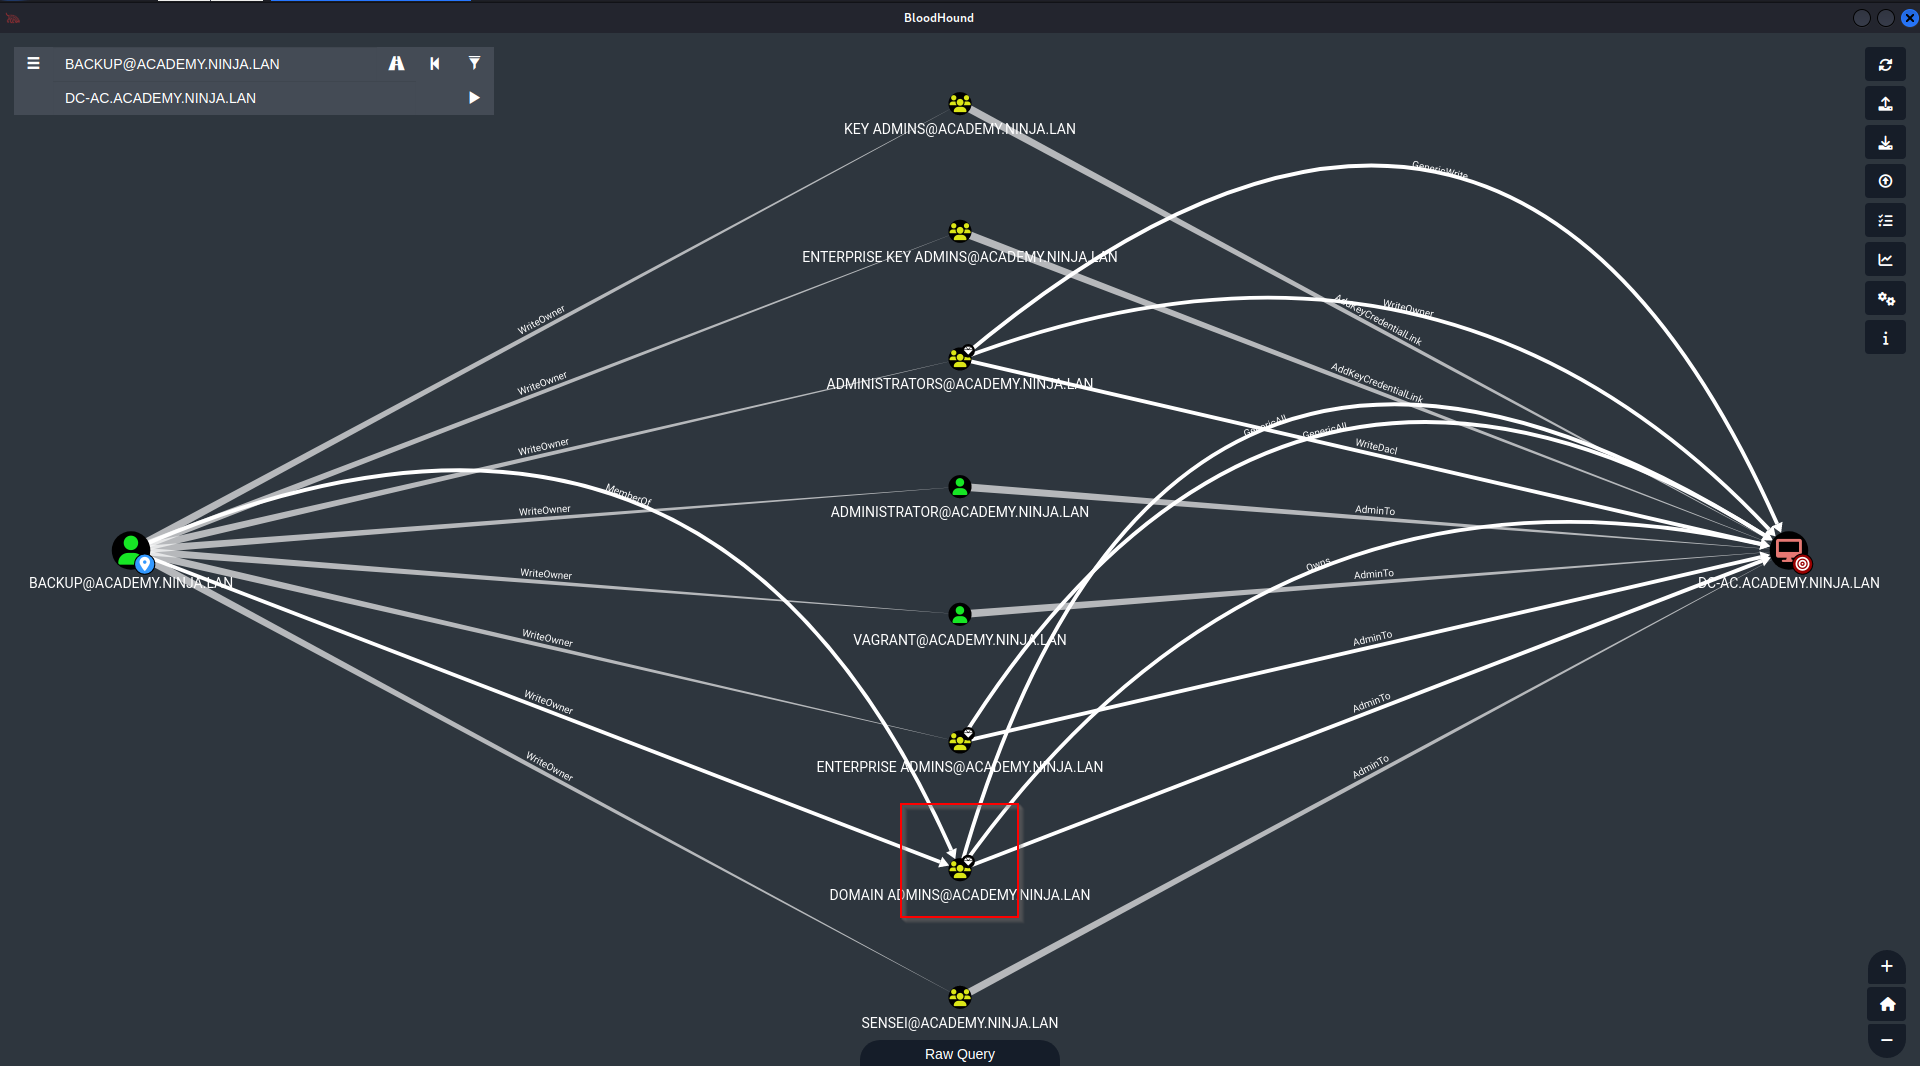 BloodHound
BACKUP@ACADEMY.NINJA.LAN
DC-AC.ACADEMY.NINJA.LAN
KEY ADMINS@ACADEMY.NINJA.LAN
GenericWrite
ENTERPRISE KEY ADMINS@ACADEMY.NINJA.LAN
WriteOwner
AddKeyCredentialLink
WriteOwner
WriteOwner
AddKeyCredentialLink
ADMINISTRATORS@ACADEMY.NINJA.LAN
WriteOwner
GenericAll
GenericAll
WriteDacl
MemberOf
WriteOwner
ADMINISTRATOR@ACADEMY.NINJA.LAN
AdminTo
BACKUP@ACADEMY.NINJA.LAN
WriteOwner
Owns
AdminTo
DC-AC.ACADEMY.NINJA.LAN
VAGRANT@ACADEMY.NINJA.LAN
WriteOwner
AdminTo
WriteOwner
AdminTo
ENTERPRISE ADMINS@ACADEMY.NINJA.LAN
WriteOwner
AdminTo
DOMAIN ADMINS@ACADEMY.NINJA.LAN
SENSEI@ACADEMY.NINJA.LAN
Raw Query